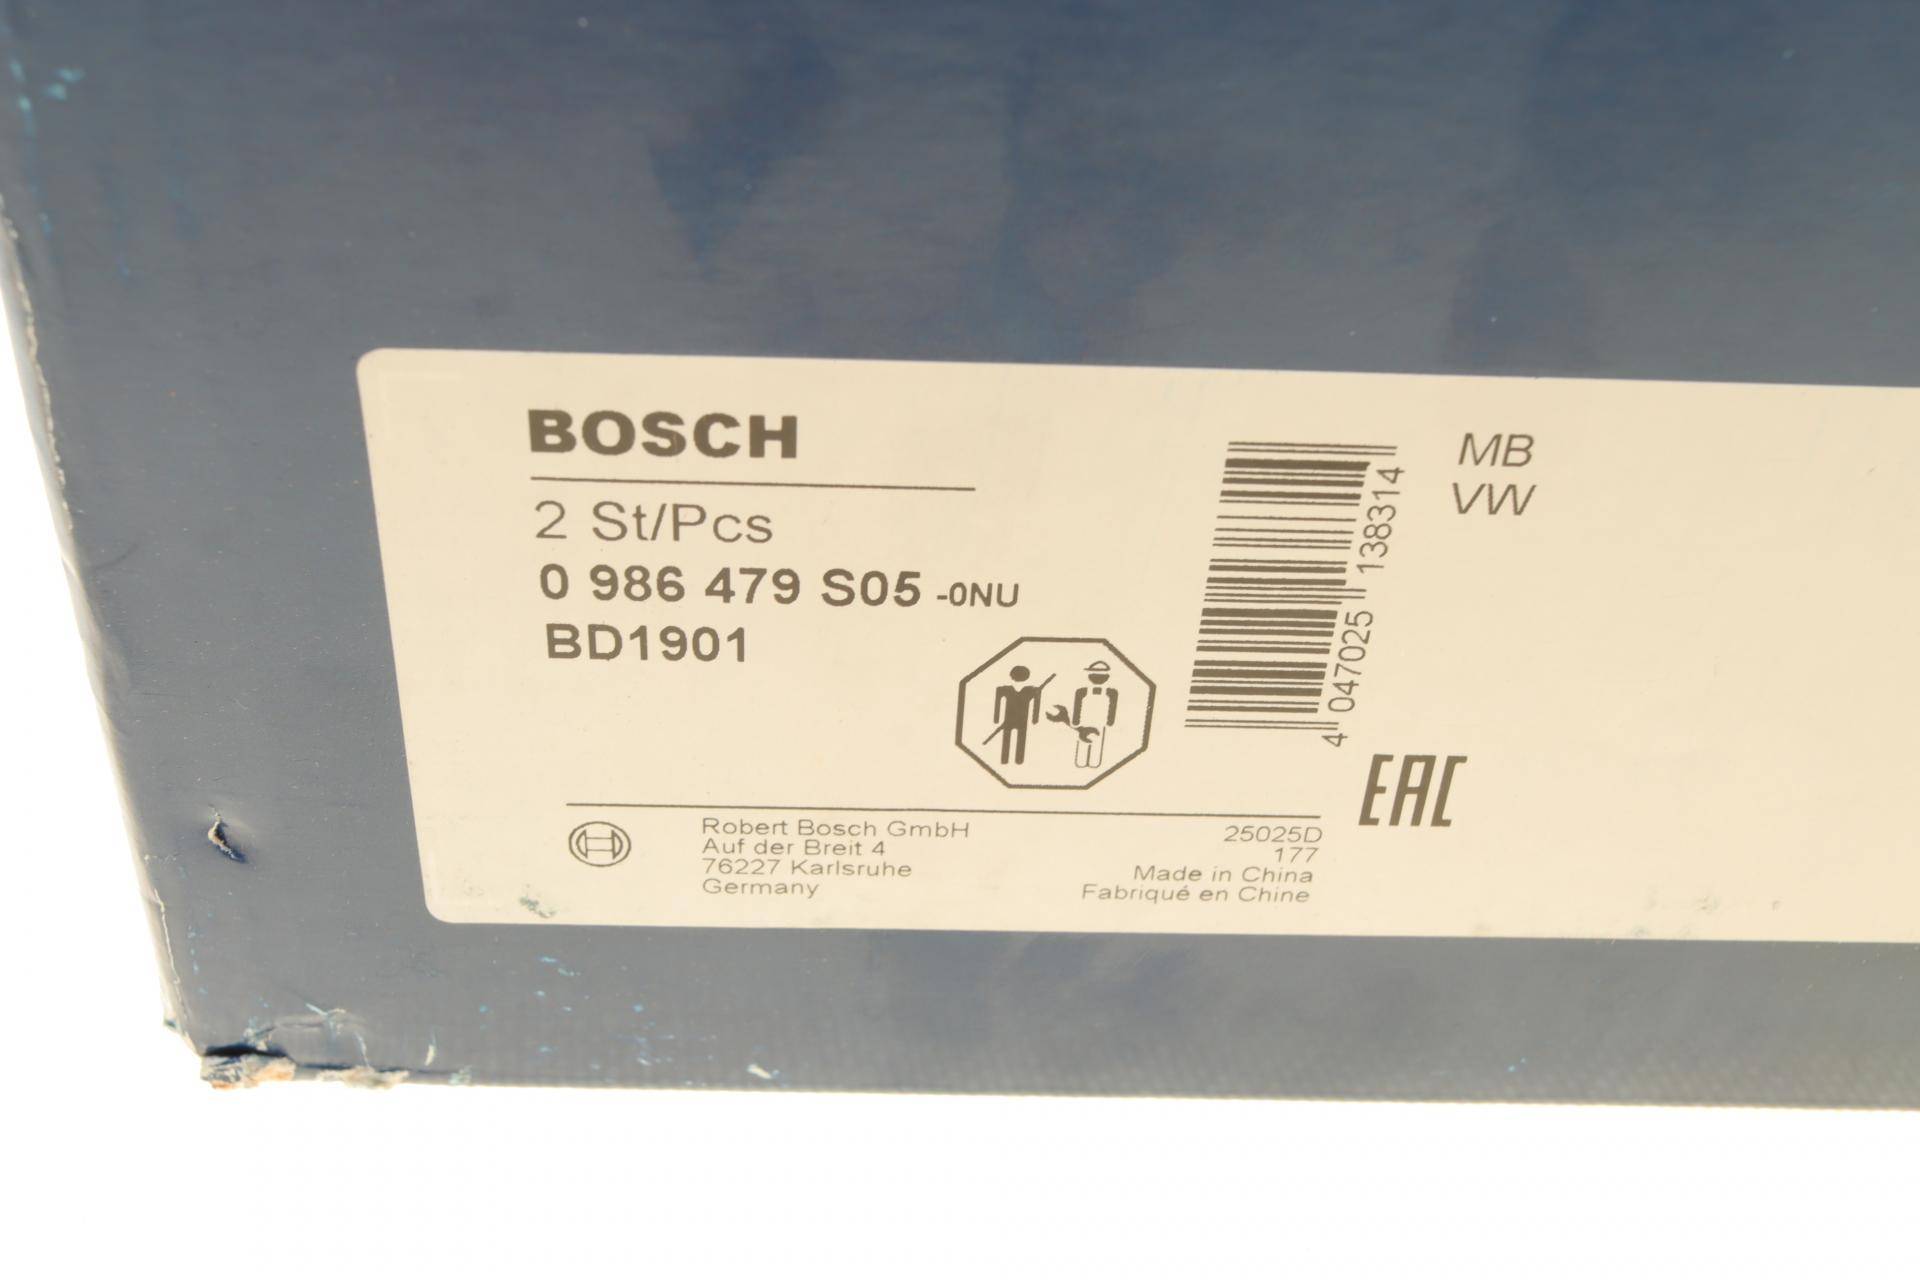 BOSCH
2 St/Pcs
0 986 479 S05 -0NU
BD1901
4 047025 138314
MB
VW
EAC
Robert Bosch GmbH
Auf der Breit 4
76227 Karlsruhe
Germany
25025D
177
Made in China
Fabriqué en Chine